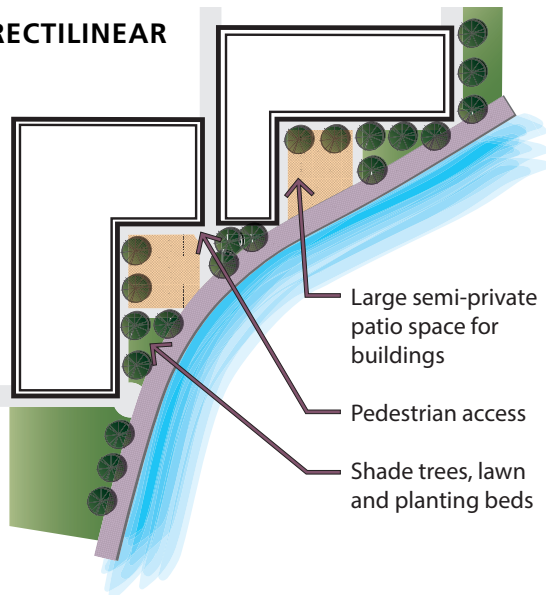 RECTILINEAR
Large semi-private
patio space for
buildings
Pedestrian access
Shade trees, lawn
and planting beds